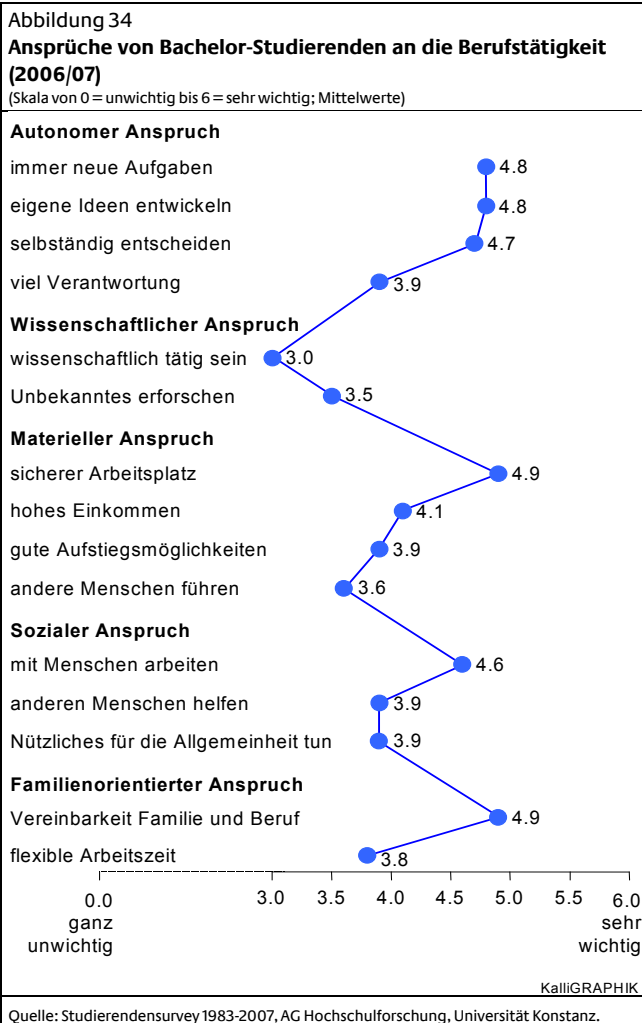 Abbildung 34
Ansprüche von Bachelor-Studierenden an die Berufstätigkeit
(2006/07)
(Skala von 0 = unwichtig bis 6 = sehr wichtig; Mittelwerte)
Autonomer Anspruch
immer neue Aufgaben 4.8
eigene Ideen entwickeln 4.8
selbständig entscheiden 4.7
viel Verantwortung 3.9
Wissenschaftlicher Anspruch
wissenschaftlich tätig sein 3.0
Unbekanntes erforschen 3.5
Materieller Anspruch
sicherer Arbeitsplatz 4.9
hohes Einkommen 4.1
gute Aufstiegsmöglichkeiten 3.9
andere Menschen führen 3.6
Sozialer Anspruch
mit Menschen arbeiten 4.6
anderen Menschen helfen 3.9
Nützliches für die Allgemeinheit tun 3.9
Familienorientierter Anspruch
Vereinbarkeit Familie und Beruf 4.9
flexible Arbeitszeit 3.8
0.0 3.0 3.5 4.0 4.5 5.0 5.5 6.0
ganz sehr
unwichtig wichtig
KalliGRAPHIK
Quelle: Studierendensurvey 1983-2007, AG Hochschulforschung, Universität Konstanz.